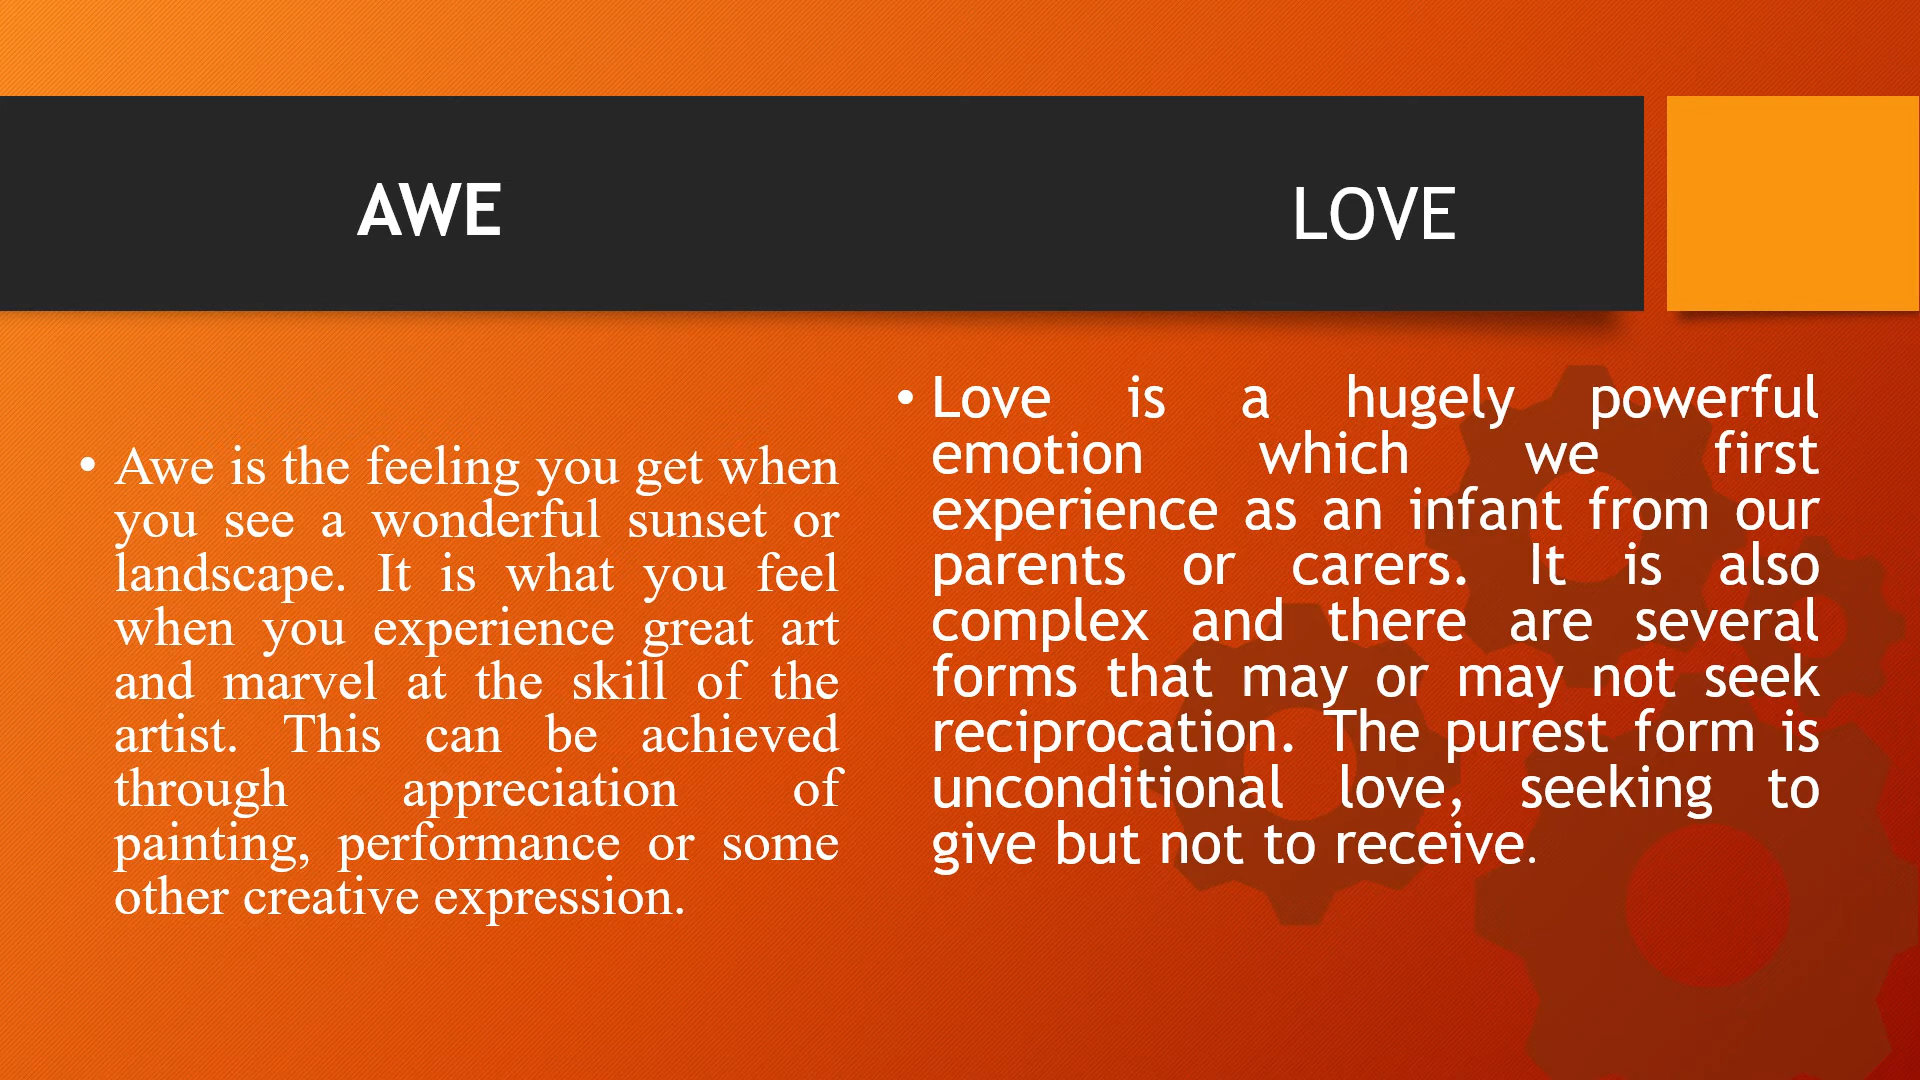 AWE
LOVE
• Awe is the feeling you get when
you see a wonderful sunset or
landscape. It is what you feel
when you experience great art
and marvel at the skill of the
artist. This can be achieved
through appreciation of
painting, performance or some
other creative expression.
• Love is a hugely powerful
emotion which we first
experience as an infant from our
parents or carers. It is also
complex and there are several
forms that may or may not seek
reciprocation. The purest form is
unconditional love, seeking to
give but not to receive.